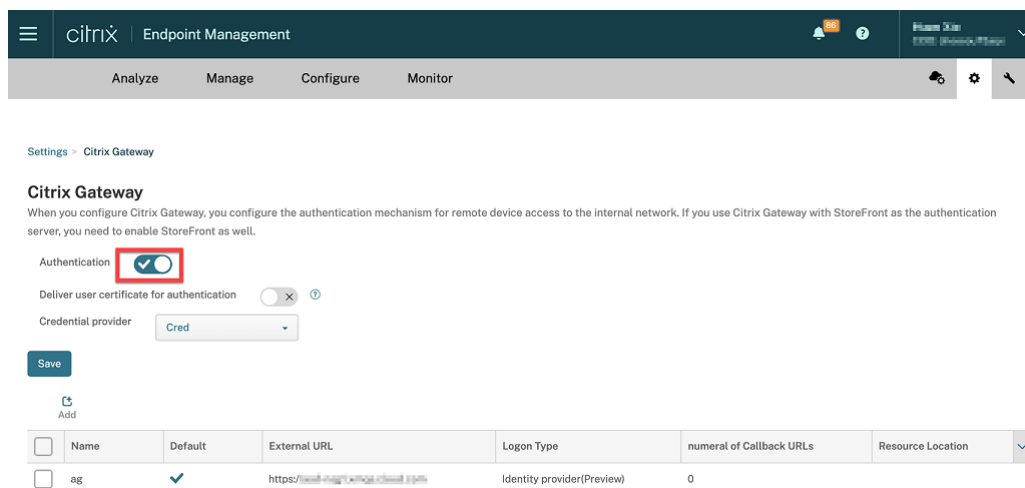 citrix | Endpoint Management 86
Analyze Manage Configure Monitor
Settings > Citrix Gateway
Citrix Gateway
When you configure Citrix Gateway, you configure the authentication mechanism for remote device access to the internal network. If you use Citrix Gateway with StoreFront as the authentication
server, you need to enable StoreFront as well.
Authentication
Deliver user certificate for authentication
Credential provider Cred
Save
Add
Name Default External URL Logon Type numeral of Callback URLs Resource Location
ag https:/ Identity provider(Preview) 0